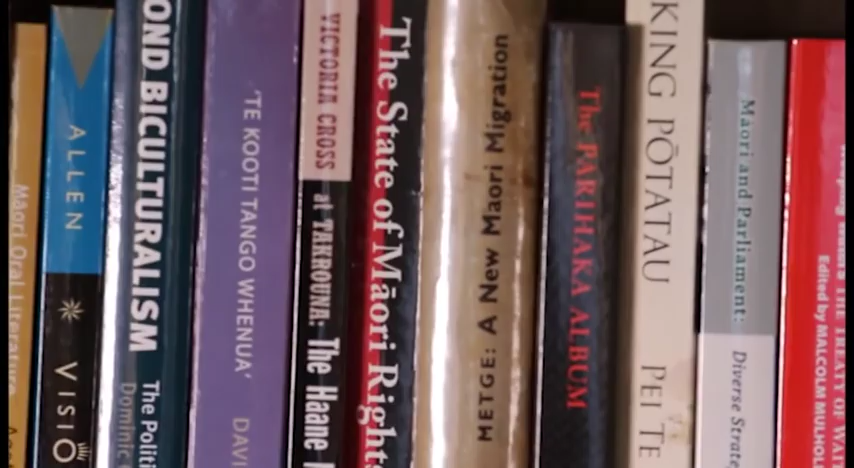 Māori Oral Literature
ALLEN
VISIO
OND BICULTURALISM
The Politi
Dominic
'TE KOOTI TANGO WHENUA'
DAVI
VICTORIA CROSS
at TAKROUNA: The Haane
The State of Māori Rights
METGE: A New Maori Migration
The PARIHAKA ALBUM
KING PŌTATAU
PEI TE
Māori and Parliament:
Diverse Strate
THE TREATY OF WAI
Edited by MALCOLM MULHOL